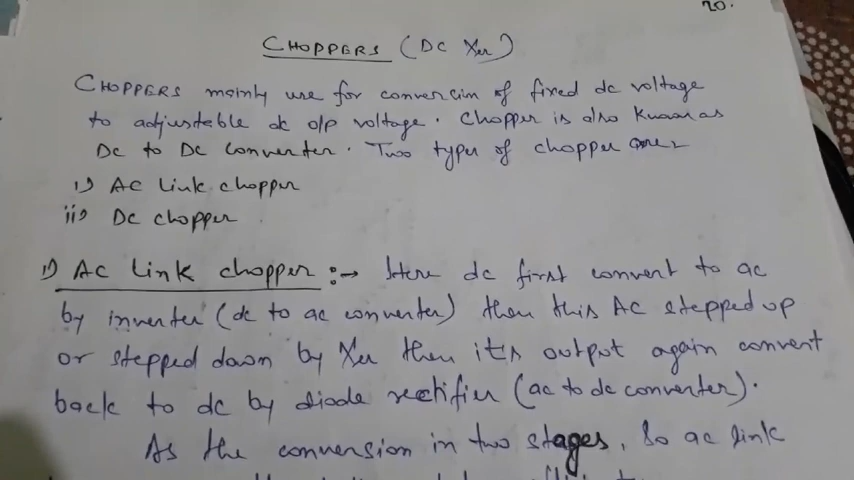 20.
CHOPPERS (DC Xer)
CHOPPERS mainly use for conversion of fixed dc voltage
to adjustable dc o/p voltage. Chopper is also known as
DC to DC converter. Two types of chopper are
i) AC link chopper
ii) DC chopper
i) AC link chopper :→ Here dc first convert to ac
by inverter (dc to ac converter) then this AC stepped up
or stepped down by Xer then it's output again convert
back to dc by diode rectifier (ac to dc converter).
As the conversion in two stages, So ac link